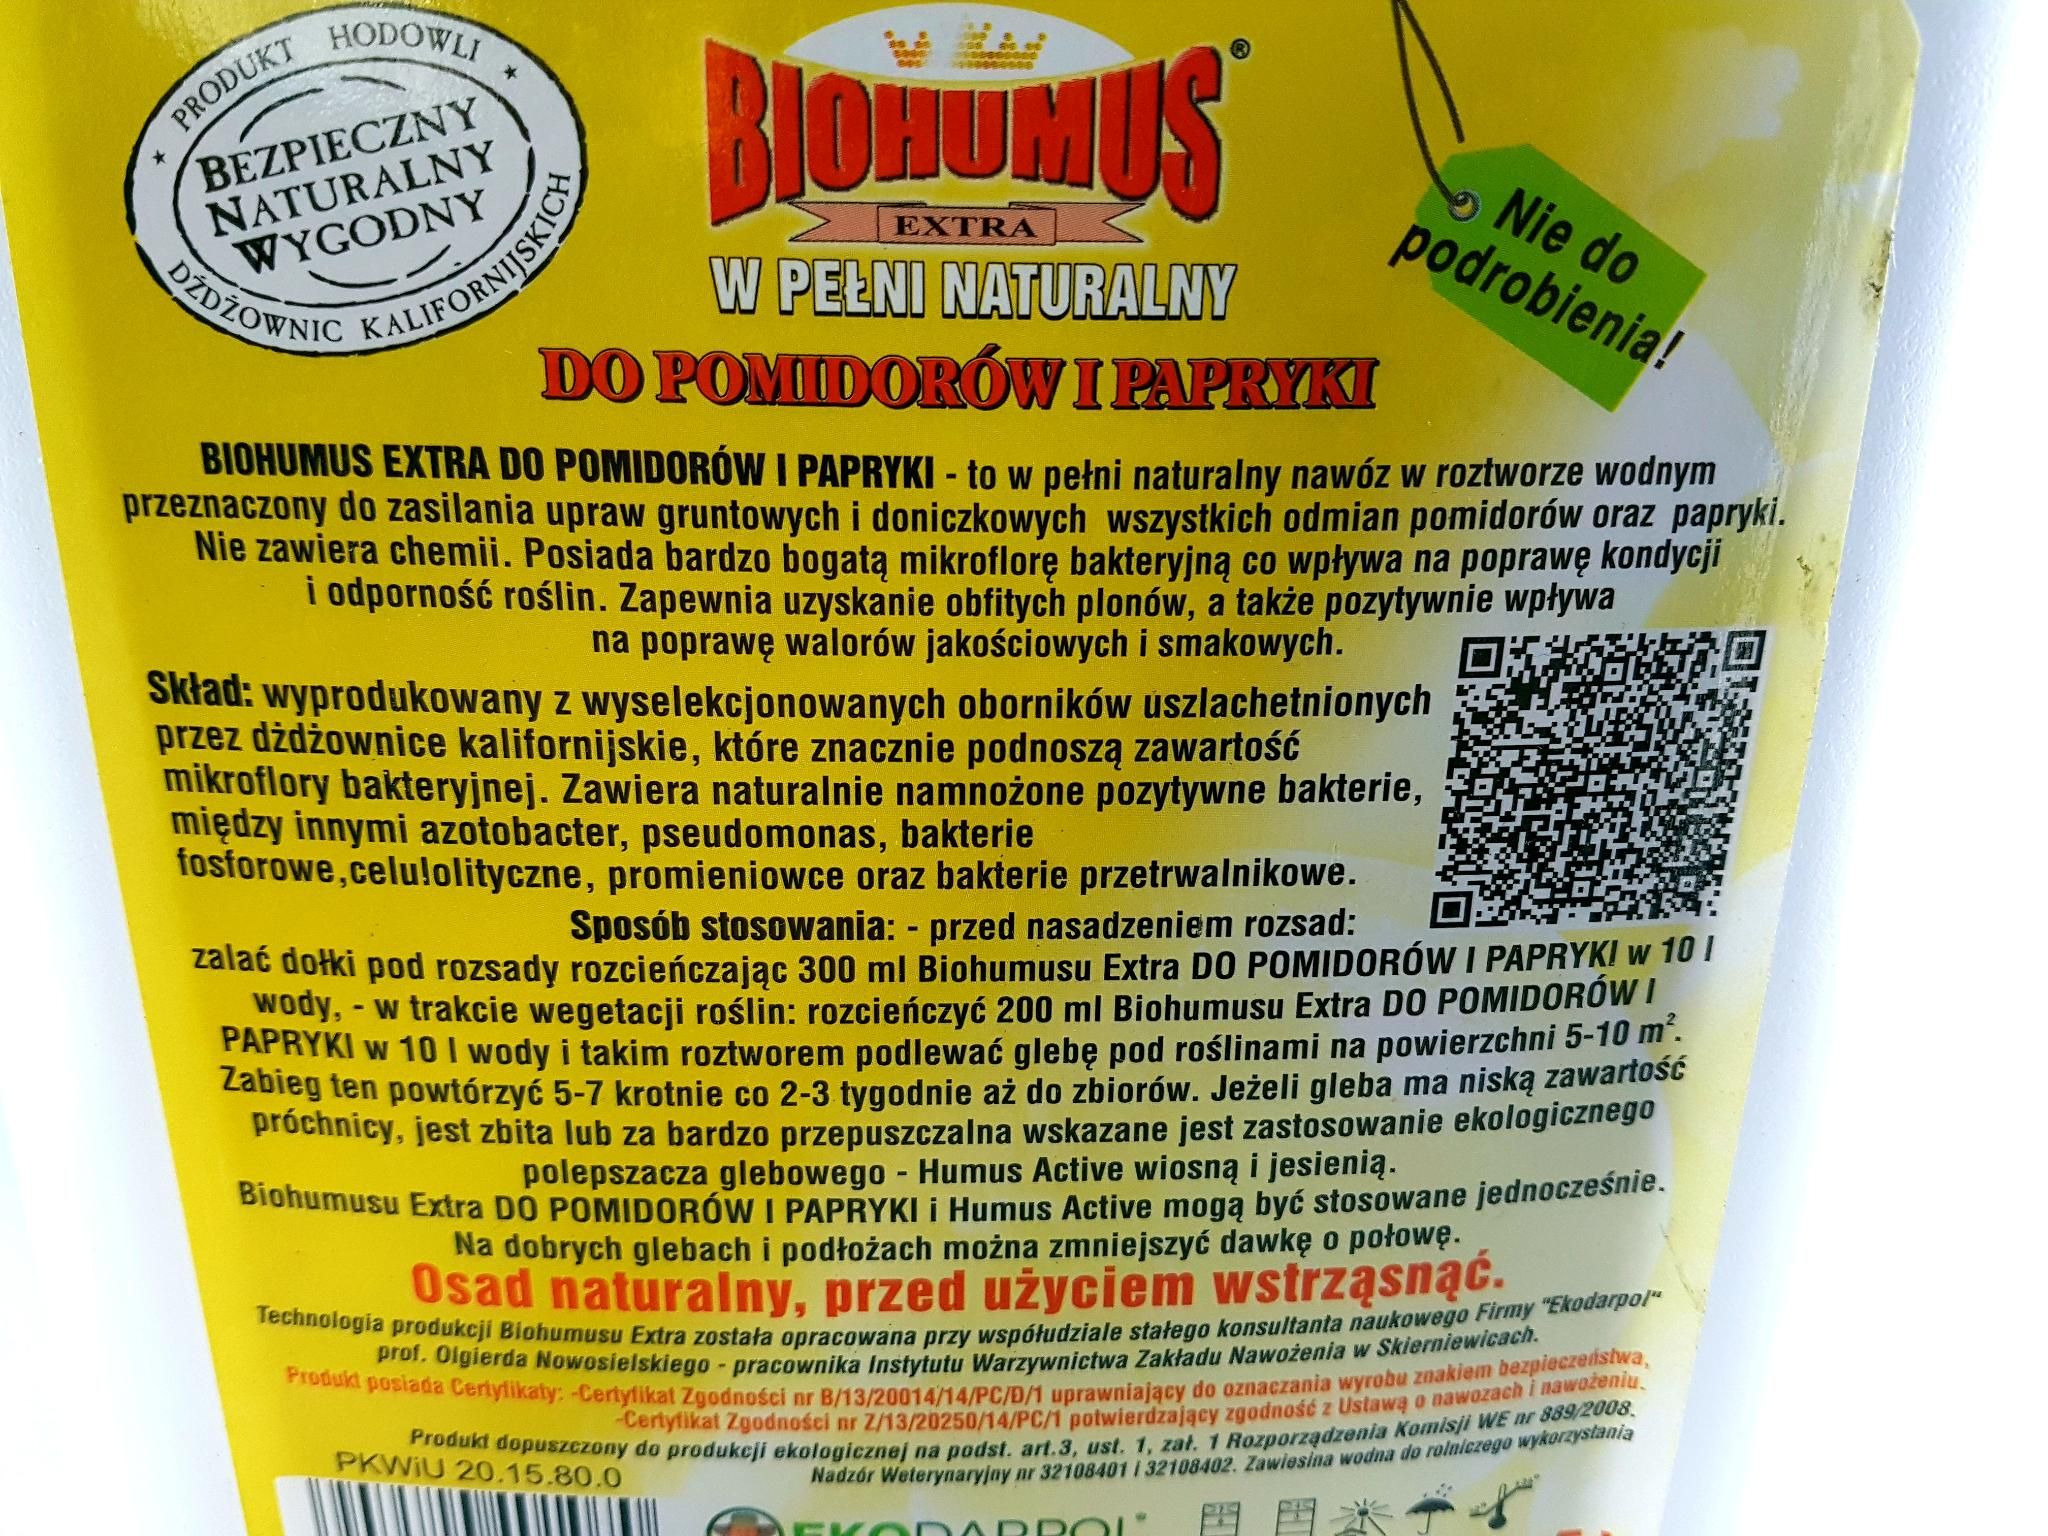 PRODUKT HODOWLI
BEZPIECZNY
NATURALNY
WYGODNY
DŹDŻOWNIC KALIFORNIJSKICH
BIOHUMUS®
EXTRA
W PEŁNI NATURALNY
Nie do
podrobienia!
DO POMIDORÓW I PAPRYKI
BIOHUMUS EXTRA DO POMIDORÓW I PAPRYKI - to w pełni naturalny nawóz w roztworze wodnym
przeznaczony do zasilania upraw gruntowych i doniczkowych wszystkich odmian pomidorów oraz papryki.
Nie zawiera chemii. Posiada bardzo bogatą mikroflorę bakteryjną co wpływa na poprawę kondycji
i odporność roślin. Zapewnia uzyskanie obfitych plonów, a także pozytywnie wpływa
na poprawę walorów jakościowych i smakowych.
Skład: wyprodukowany z wyselekcjonowanych oborników uszlachetnionych
przez dżdżownice kalifornijskie, które znacznie podnoszą zawartość
mikroflory bakteryjnej. Zawiera naturalnie namnożone pozytywne bakterie,
między innymi azotobacter, pseudomonas, bakterie
fosforowe,celulolityczne, promieniowce oraz bakterie przetrwalnikowe.
Sposób stosowania: - przed nasadzeniem rozsad:
zalać dołki pod rozsady rozcieńczając 300 ml Biohumusu Extra DO POMIDORÓW I PAPRYKI w 10 l
wody, - w trakcie wegetacji roślin: rozcieńczyć 200 ml Biohumusu Extra DO POMIDORÓW I
PAPRYKI w 10 l wody i takim roztworem podlewać glebę pod roślinami na powierzchni 5-10 m².
Zabieg ten powtórzyć 5-7 krotnie co 2-3 tygodnie aż do zbiorów. Jeżeli gleba ma niską zawartość
próchnicy, jest zbita lub za bardzo przepuszczalna wskazane jest zastosowanie ekologicznego
polepszacza glebowego - Humus Active wiosną i jesienią.
Biohumusu Extra DO POMIDORÓW I PAPRYKI i Humus Active mogą być stosowane jednocześnie.
Na dobrych glebach i podłożach można zmniejszyć dawkę o połowę.
Osad naturalny, przed użyciem wstrząsnąć.
Technologia produkcji Biohumusu Extra została opracowana przy współudziale stałego konsultanta naukowego Firmy "Ekodarpol"
prof. Olgierda Nowosielskiego - pracownika Instytutu Warzywnictwa Zakładu Nawożenia w Skierniewicach.
Produkt posiada Certyfikaty: -Certyfikat Zgodności nr B/13/20014/14/PC/D/1 uprawniający do oznaczania wyrobu znakiem bezpieczeństwa,
-Certyfikat Zgodności nr Z/13/20250/14/PC/1 potwierdzający zgodność z Ustawą o nawozach i nawożeniu.
Produkt dopuszczony do produkcji ekologicznej na podst. art.3, ust. 1, zał. 1 Rozporządzenia Komisji WE nr 889/2008.
PKWiU 20.15.80.0
Nadzór Weterynaryjny nr 32108401 i 32108402. Zawiesina wodna do rolniczego wykorzystania
EKODARPOL